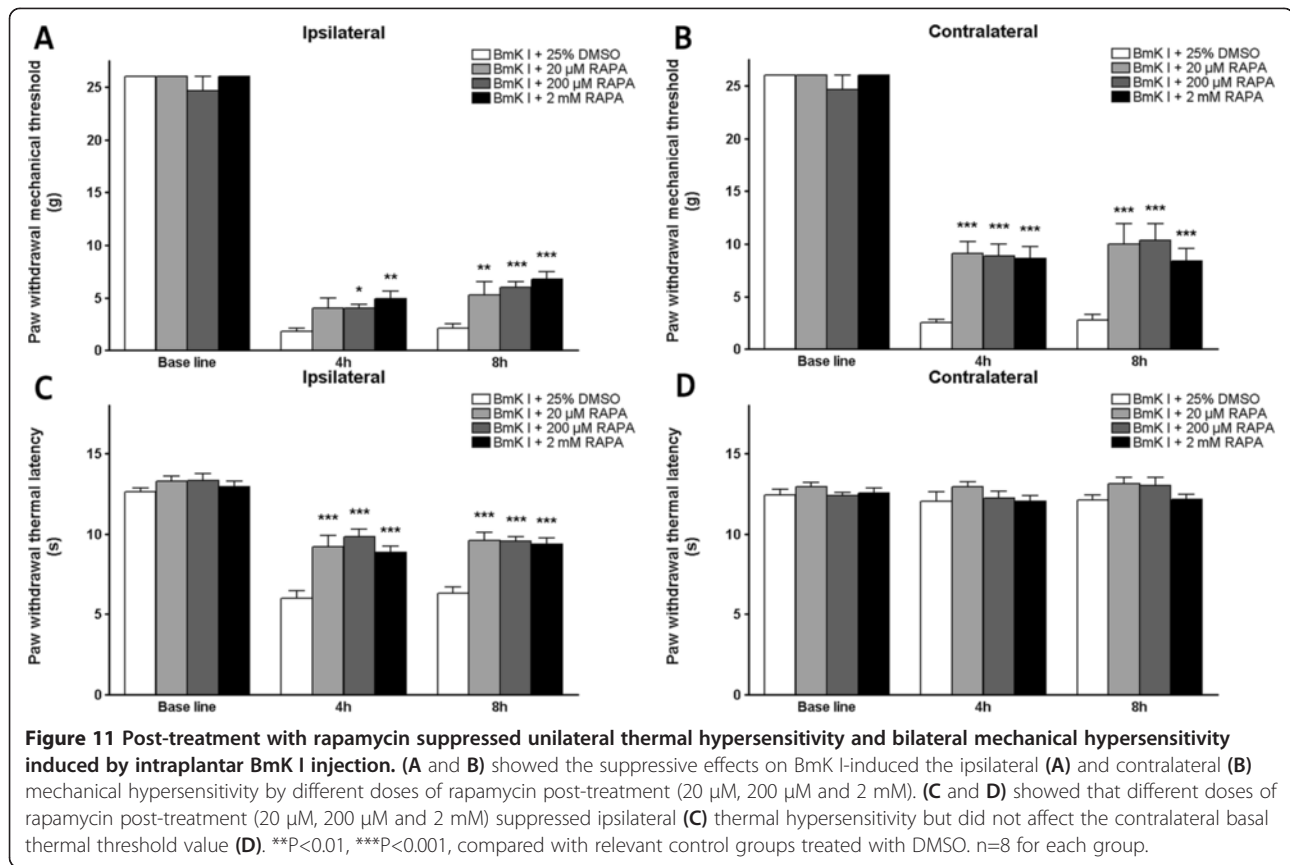 A
Ipsilateral
BmK I + 25% DMSO
BmK I + 20 µM RAPA
BmK I + 200 µM RAPA
BmK I + 2 mM RAPA
Paw withdrawal mechanical threshold
(g)
25
20
15
10
5
0
** ***
* **
Base line 4h 8h
B
Contralateral
BmK I + 25% DMSO
BmK I + 20 µM RAPA
BmK I + 200 µM RAPA
BmK I + 2 mM RAPA
Paw withdrawal mechanical threshold
(g)
25
20
15
10
5
0
*** *** ***
*** *** ***
Base line 4h 8h
C
Ipsilateral
BmK I + 25% DMSO
BmK I + 20 µM RAPA
BmK I + 200 µM RAPA
BmK I + 2 mM RAPA
Paw withdrawal thermal latency
(s)
15
10
5
0
*** *** ***
*** *** ***
Base line 4h 8h
D
Contralateral
BmK I + 25% DMSO
BmK I + 20 µM RAPA
BmK I + 200 µM RAPA
BmK I + 2 mM RAPA
Paw withdrawal thermal latency
(s)
15
10
5
0
Base line 4h 8h
Figure 11 Post-treatment with rapamycin suppressed unilateral thermal hypersensitivity and bilateral mechanical hypersensitivity
induced by intraplantar BmK I injection. (A and B) showed the suppressive effects on BmK I-induced the ipsilateral (A) and contralateral (B)
mechanical hypersensitivity by different doses of rapamycin post-treatment (20 µM, 200 µM and 2 mM). (C and D) showed that different doses of
rapamycin post-treatment (20 µM, 200 µM and 2 mM) suppressed ipsilateral (C) thermal hypersensitivity but did not affect the contralateral basal
thermal threshold value (D). **P<0.01, ***P<0.001, compared with relevant control groups treated with DMSO. n=8 for each group.